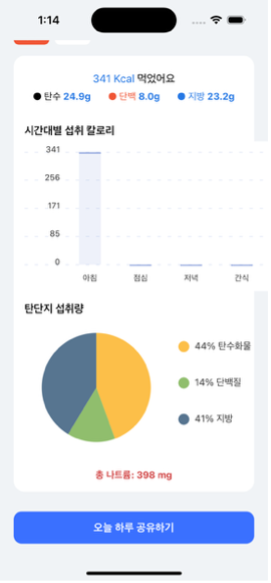 1:14
341 Kcal 먹었어요
탄수 24.9g 단백 8.0g 지방 23.2g
시간대별 섭취 칼로리
341
256
171
85
0
아침 점심 저녁 간식
탄단지 섭취량
44% 탄수화물
14% 단백질
41% 지방
총 나트륨: 398 mg
오늘 하루 공유하기